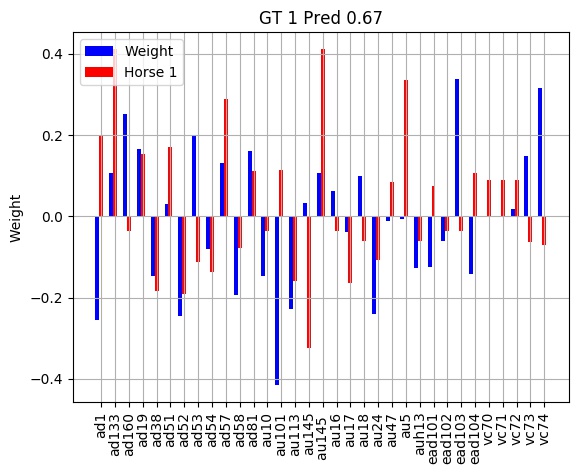 GT 1 Pred 0.67
Weight
Horse 1
Weight
0.4
0.2
0.0
−0.2
−0.4
ad1
ad133
ad160
ad19
ad38
ad51
ad52
ad53
ad54
ad57
ad58
ad81
au10
au101
au113
au145
au145
au16
au17
au18
au24
au47
au5
auh13
ead101
ead102
ead103
ead104
vc70
vc71
vc72
vc73
vc74